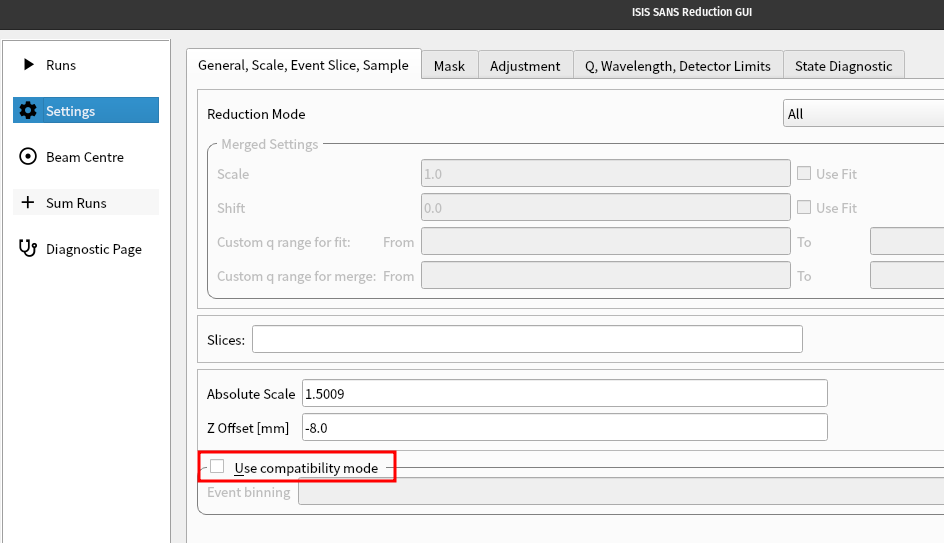 ISIS SANS Reduction GUI
Runs
Settings
Beam Centre
Sum Runs
Diagnostic Page
General, Scale, Event Slice, Sample Mask Adjustment Q, Wavelength, Detector Limits State Diagnostic
Reduction Mode All
Merged Settings
Scale 1.0 Use Fit
Shift 0.0 Use Fit
Custom q range for fit: From To
Custom q range for merge: From To
Slices:
Absolute Scale 1.5009
Z Offset [mm] -8.0
Use compatibility mode
Event binning